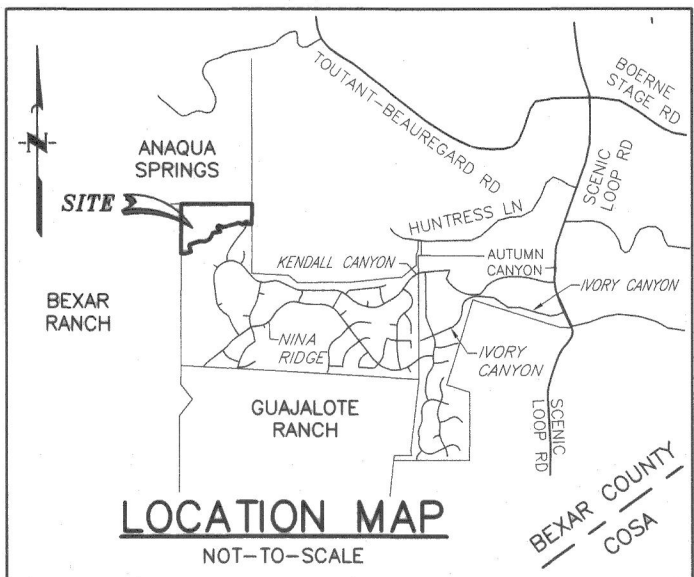 TOUTANT-BEAUREGARD RD
BOERNE
STAGE RD
N
ANAQUA
SPRINGS
SCENIC
LOOP RD
SITE
HUNTRESS LN
KENDALL CANYON
AUTUMN
CANYON
IVORY CANYON
BEXAR
RANCH
NINA
RIDGE
IVORY
CANYON
GUAJALOTE
RANCH
SCENIC
LOOP RD
BEXAR COUNTY
COSA
LOCATION MAP
NOT-TO-SCALE